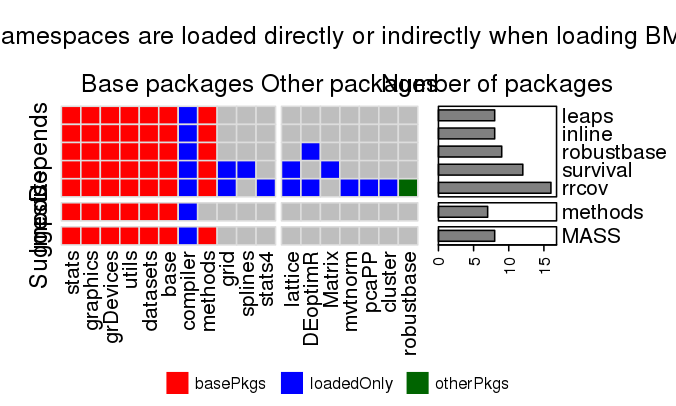 amespaces are loaded directly or indirectly when loading BM
Base packages
Other packages
Number of packages
Depends
leaps
inline
robustbase
survival
rrcov
methods
MASS
stats
graphics
grDevices
utils
datasets
base
compiler
methods
grid
splines
stats4
lattice
DEoptimR
Matrix
mvtnorm
pcaPP
cluster
robustbase
0
5
10
15
basePkgs
loadedOnly
otherPkgs